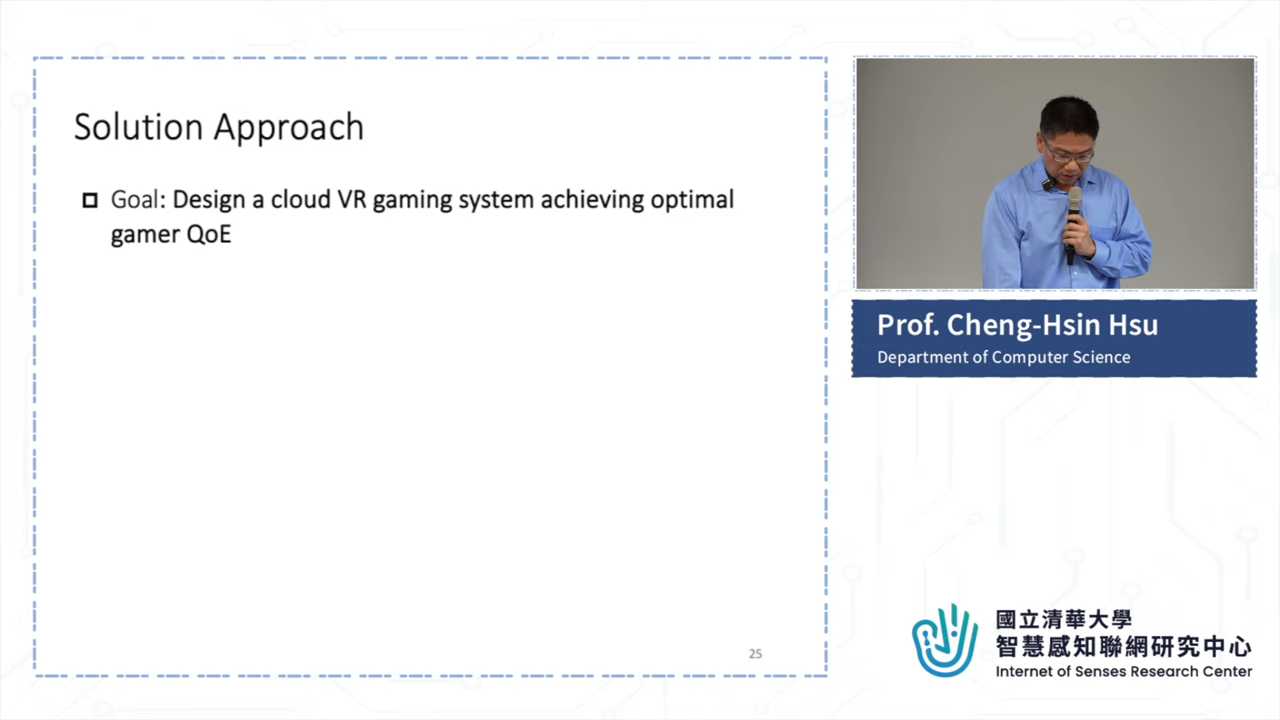 Solution Approach
Goal: Design a cloud VR gaming system achieving optimal
gamer QoE
25
Prof. Cheng-Hsin Hsu
Department of Computer Science
國立清華大學
智慧感知聯網研究中心
Internet of Senses Research Center